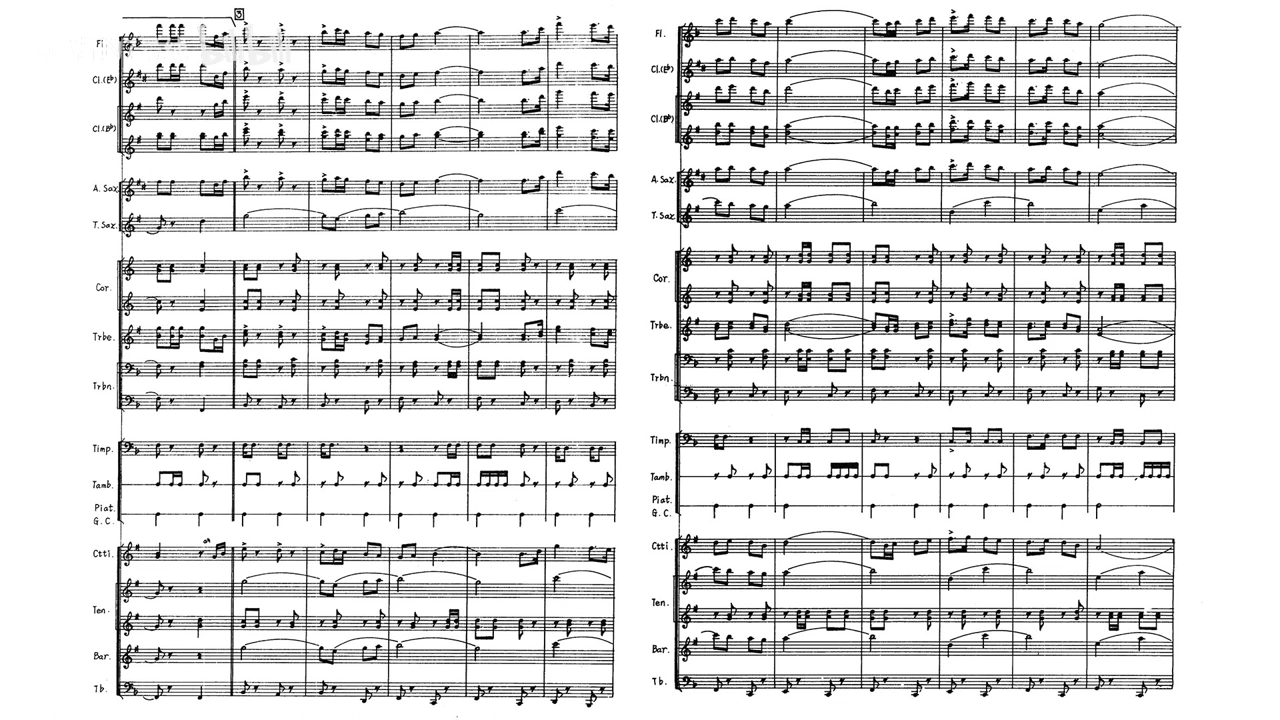 3
Fl.
Cl.(E♭)
Cl.(B♭)
A. Sax.
T. Sax.
Cor.
Trbe.
Trbn.
Timp.
Tamb.
Piat.
G. C.
Ctti.
Ten.
Bar.
Tb.
Fl.
Cl.(E♭)
Cl.(B♭)
A. Sax.
T. Sax.
Cor.
Trbe.
Trbn.
Timp.
Tamb.
Piat.
G. C.
Ctti.
Ten.
Bar.
Tb.